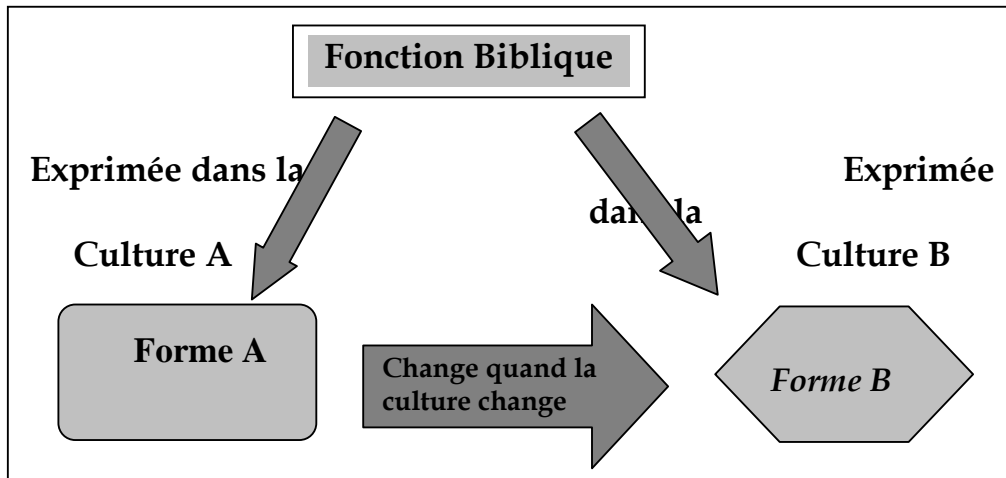 Fonction Biblique
Exprimée dans la
Exprimée
dans la
Culture A
Culture B
Forme A
Change quand la
culture change
Forme B